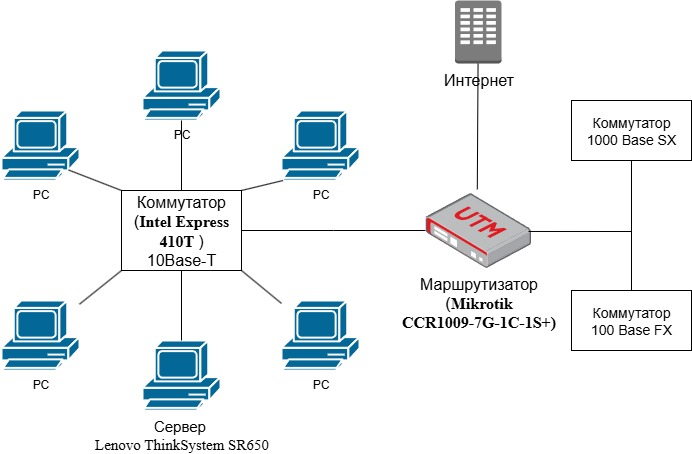 Интернет
PC
PC
PC
Коммутатор
1000 Base SX
Коммутатор
(Intel Express
410T )
10Base-T
UTM
Маршрутизатор
(Mikrotik
CCR1009-7G-1C-1S+)
Коммутатор
100 Base FX
PC
PC
Сервер
Lenovo ThinkSystem SR650